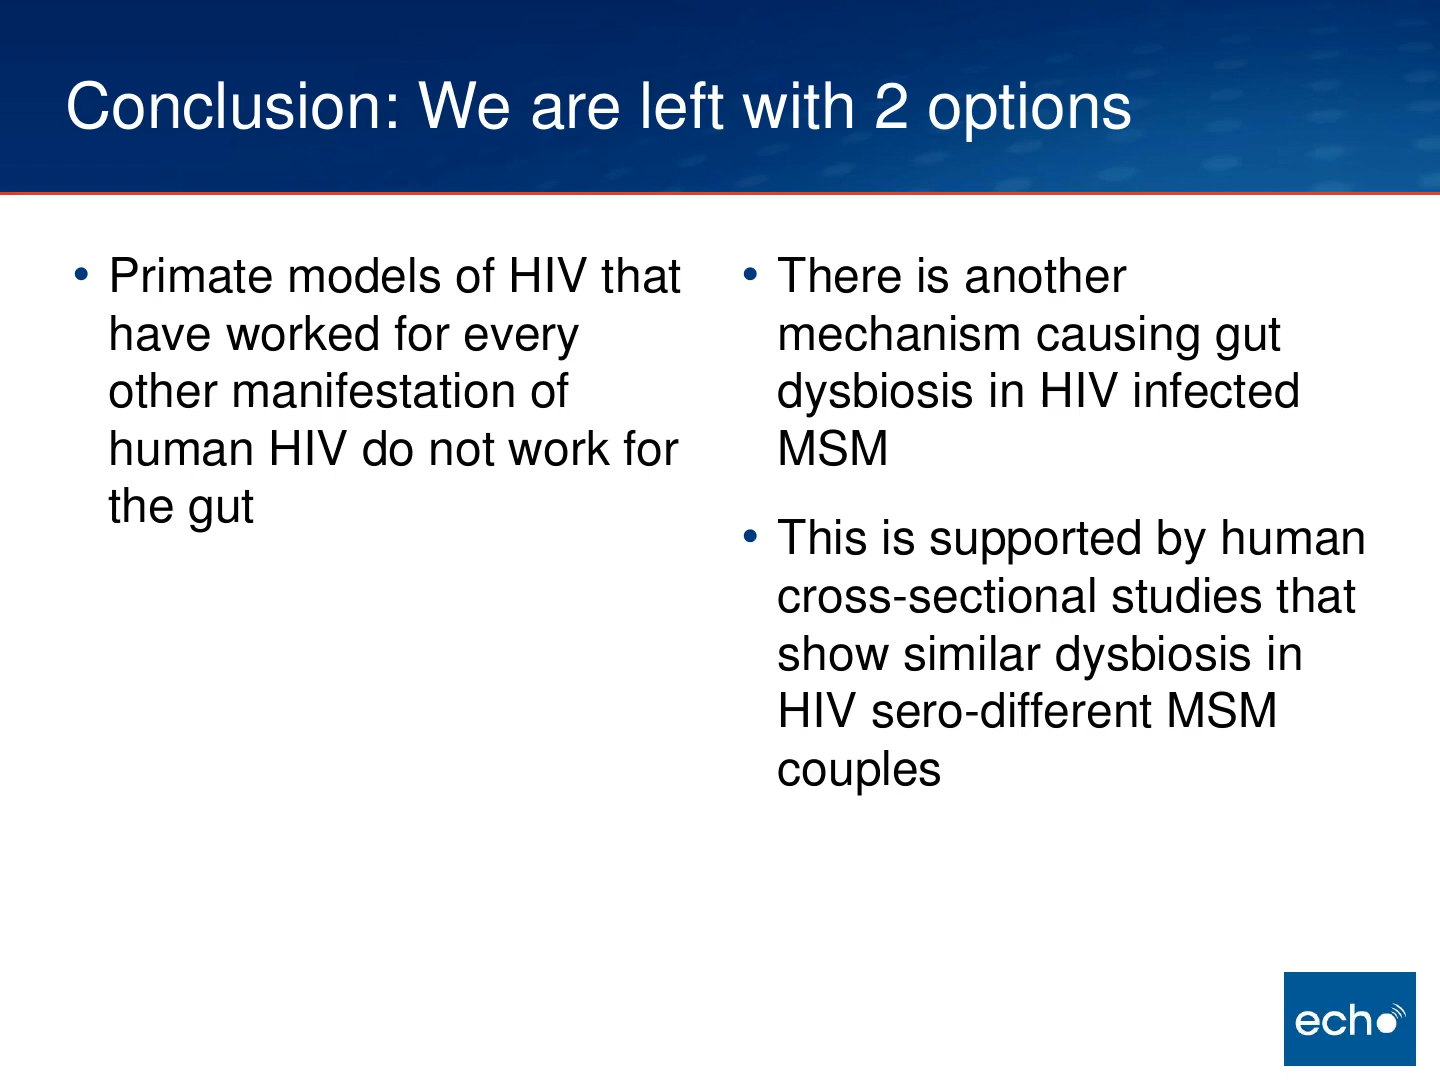 Conclusion: We are left with 2 options
• Primate models of HIV that
have worked for every
other manifestation of
human HIV do not work for
the gut
• There is another
mechanism causing gut
dysbiosis in HIV infected
MSM
• This is supported by human
cross-sectional studies that
show similar dysbiosis in
HIV sero-different MSM
couples
echo